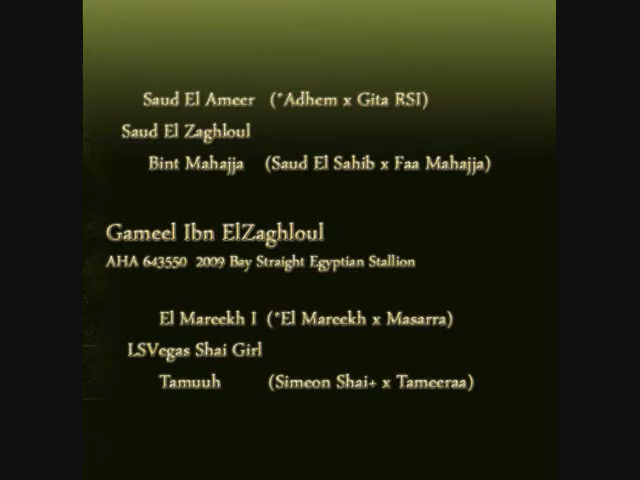 Saud El Ameer (*Adhem x Gita RSI)
Saud El Zaghloul
Bint Mahajja (Saud El Sahib x Faa Mahajja)
Gameel Ibn ElZaghloul
AHA 643550 2009 Bay Straight Egyptian Stallion
El Mareekh I (*El Mareekh x Masarra)
LSVegas Shai Girl
Tamuuh (Simeon Shai+ x Tameeraa)